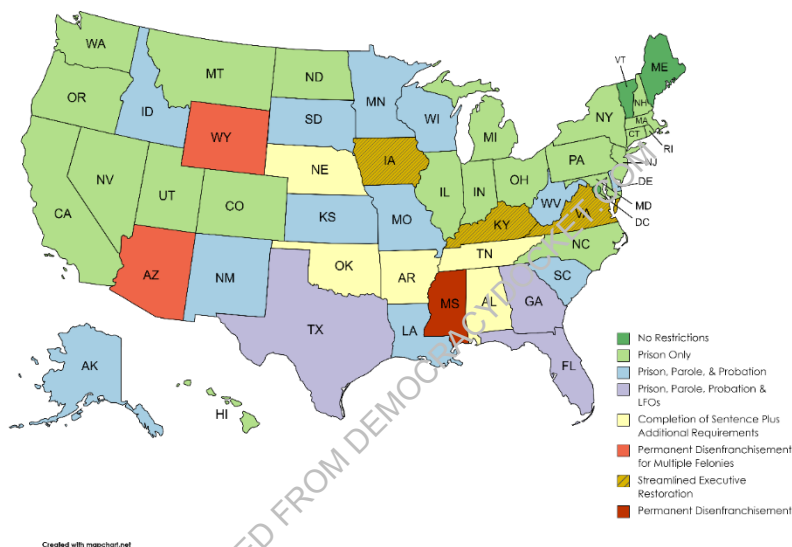 WA
MT
ND
MN
VT
ME
OR
ID
SD
WI
MI
NY
NH
MA
CT
RI
WY
NE
IA
PA
NJ
NV
UT
CO
IL
IN
OH
DE
MD
DC
CA
KS
MO
KY
WV
VA
AZ
NM
OK
AR
TN
NC
SC
MS
AL
GA
TX
LA
FL
AK
HI
No Restrictions
Prison Only
Prison, Parole, & Probation
Prison, Parole, Probation &
LFOs
Completion of Sentence Plus
Additional Requirements
Permanent Disenfranchisement
for Multiple Felonies
Streamlined Executive
Restoration
Permanent Disenfranchisement
ED FROM DEMOCRACYDOCKET.COM
Created with mapchart.net